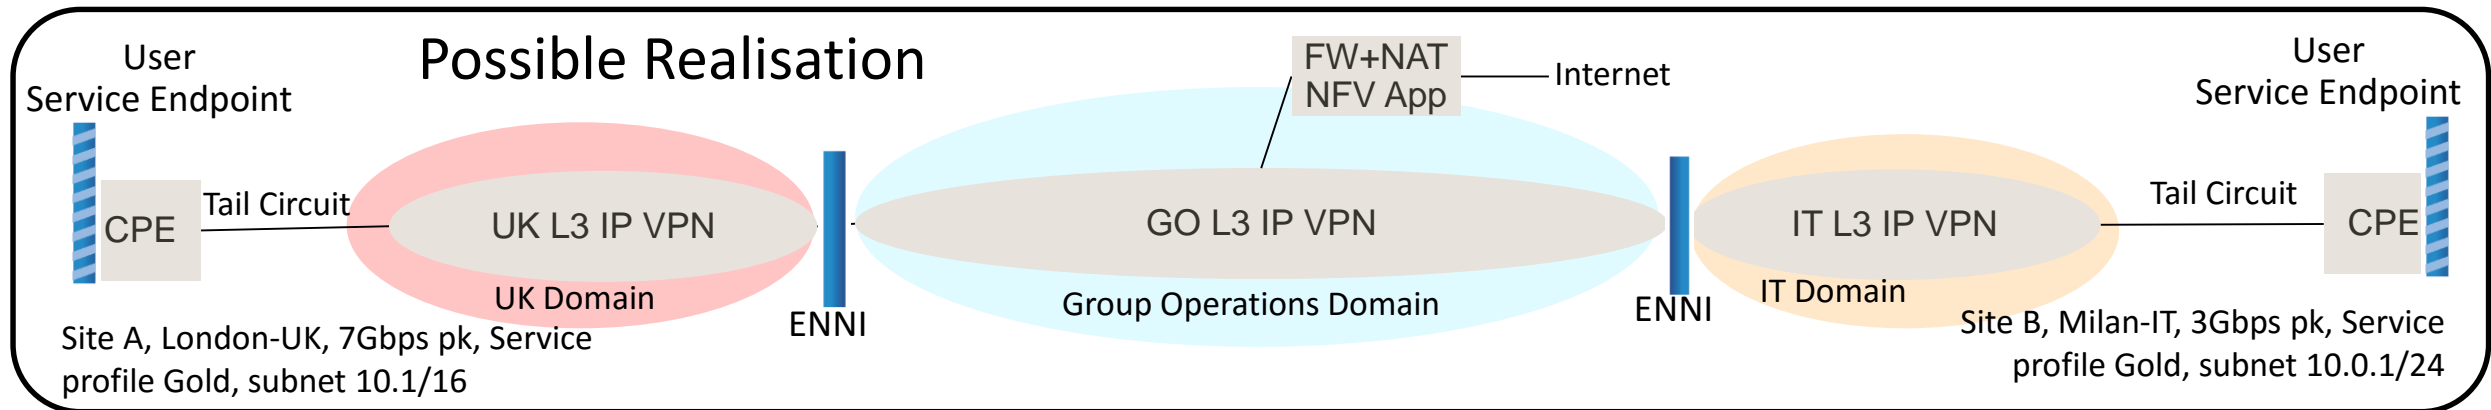 Possible Realisation
User
Service Endpoint
CPE
Tail Circuit
UK L3 IP VPN
UK Domain
Site A, London-UK, 7Gbps pk, Service
profile Gold, subnet 10.1/16
ENNI
FW+NAT
NFV App
Internet
GO L3 IP VPN
Group Operations Domain
ENNI
IT L3 IP VPN
IT Domain
Tail Circuit
User
Service Endpoint
CPE
Site B, Milan-IT, 3Gbps pk, Service
profile Gold, subnet 10.0.1/24